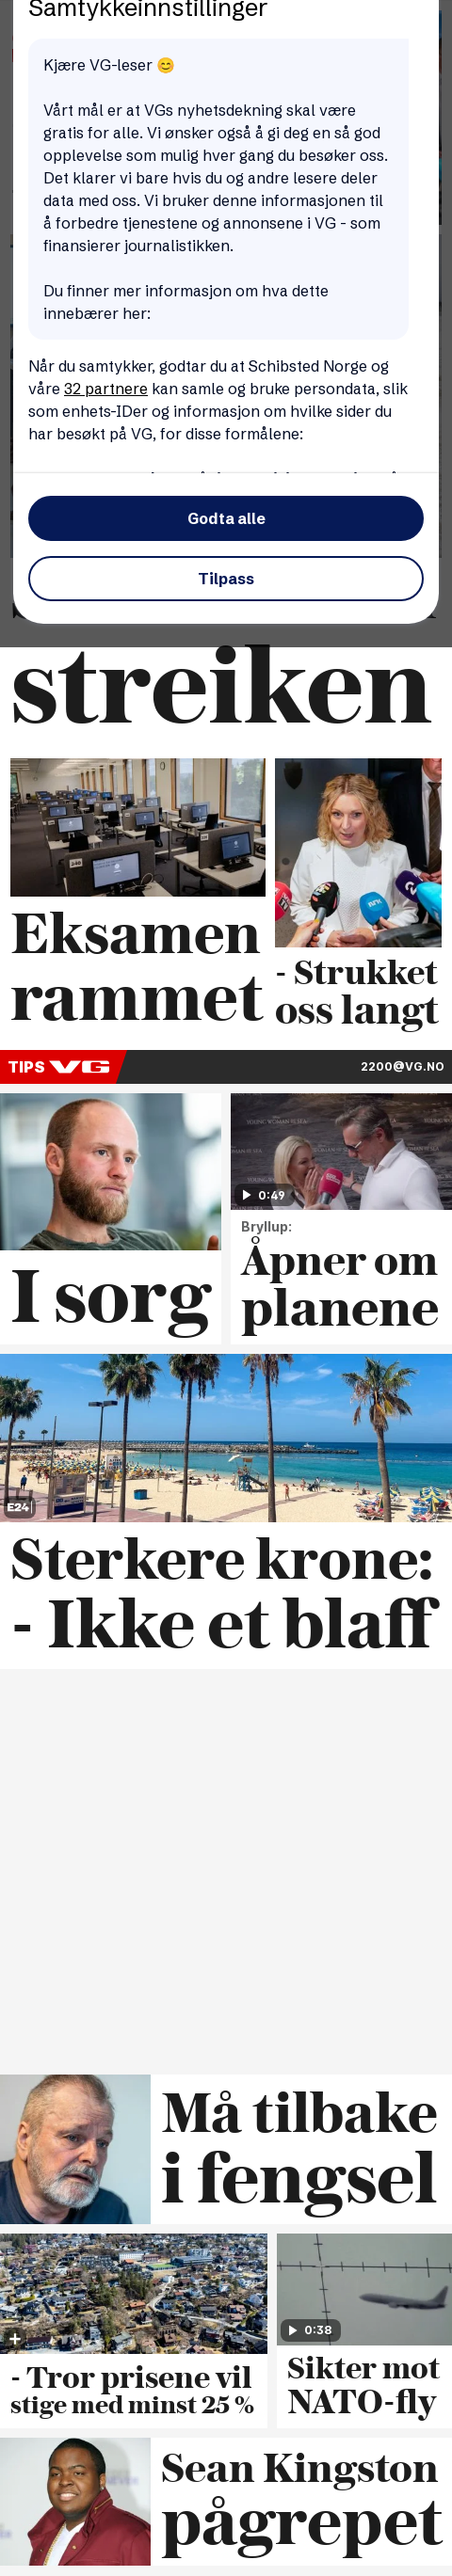 Samtykkeinnstillinger
Kjære VG-leser 😊
Vårt mål er at VGs nyhetsdekning skal være
gratis for alle. Vi ønsker også å gi deg en så god
opplevelse som mulig hver gang du besøker oss.
Det klarer vi bare hvis du og andre lesere deler
data med oss. Vi bruker denne informasjonen til
å forbedre tjenestene og annonsene i VG - som
finansierer journalistikken.
Du finner mer informasjon om hva dette
innebærer her:
Når du samtykker, godtar du at Schibsted Norge og
våre 32 partnere kan samle og bruke persondata, slik
som enhets-IDer og informasjon om hvilke sider du
har besøkt på VG, for disse formålene:
Godta alle
Tilpass
streiken
Eksamen
rammet
- Strukket
oss langt
TIPS VG
2200@VG.NO
I sorg
0:49
Bryllup:
Åpner om
planene
E24
Sterkere krone:
- Ikke et blaff
Må tilbake
i fengsel
- Tror prisene vil
stige med minst 25 %
0:38
Sikter mot
NATO-fly
Sean Kingston
pågrepet